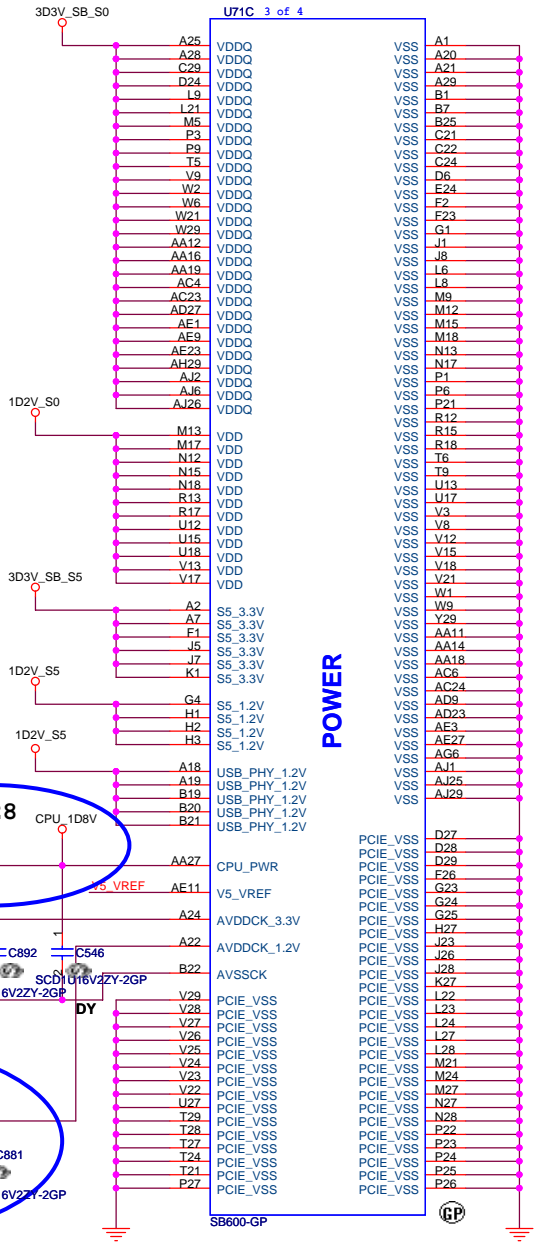 3D3V_SB_S0
U71C 3 of 4
A25 VDDQ VSS A1
A28 VDDQ VSS A20
C29 VDDQ VSS A21
D24 VDDQ VSS A29
L9 VDDQ VSS B1
L21 VDDQ VSS B7
M5 VDDQ VSS B25
P3 VDDQ VSS C21
P9 VDDQ VSS C22
T5 VDDQ VSS C24
V9 VDDQ VSS D6
W2 VDDQ VSS E24
W6 VDDQ VSS F2
W21 VDDQ VSS F23
W29 VDDQ VSS G1
AA12 VDDQ VSS J1
AA16 VDDQ VSS J8
AA19 VDDQ VSS L6
AC4 VDDQ VSS L8
AC23 VDDQ VSS M9
AD27 VDDQ VSS M12
AE1 VDDQ VSS M15
AE9 VDDQ VSS M18
AE23 VDDQ VSS N13
AH29 VDDQ VSS N17
AJ2 VDDQ VSS P1
AJ6 VDDQ VSS P6
AJ26 VDDQ VSS P21
1D2V_S0
VSS R12
M13 VDD VSS R15
M17 VDD VSS R18
N12 VDD VSS T6
N15 VDD VSS T9
N18 VDD VSS U13
R13 VDD VSS U17
R17 VDD VSS V3
U12 VDD VSS V8
U15 VDD VSS V12
U18 VDD VSS V15
V13 VDD VSS V18
V17 VDD VSS V21
3D3V_SB_S5
VSS W1
A2 S5_3.3V VSS W9
A7 S5_3.3V VSS Y29
F1 S5_3.3V VSS AA11
J5 S5_3.3V VSS AA14
J7 S5_3.3V VSS AA18
K1 S5_3.3V VSS AC6
1D2V_S5
VSS AC24
G4 S5_1.2V VSS AD9
H1 S5_1.2V VSS AD23
H2 S5_1.2V VSS AE3
H3 S5_1.2V VSS AE27
1D2V_S5
VSS AG6
A18 USB_PHY_1.2V VSS AJ1
A19 USB_PHY_1.2V VSS AJ25
B19 USB_PHY_1.2V VSS AJ29
B20 USB_PHY_1.2V
B21 USB_PHY_1.2V
POWER
8
CPU_1D8V
PCIE_VSS D27
PCIE_VSS D28
AA27 CPU_PWR PCIE_VSS D29
PCIE_VSS F26
V5_VREF AE11 V5_VREF PCIE_VSS G23
PCIE_VSS G24
A24 AVDDCK_3.3V PCIE_VSS G25
PCIE_VSS H27
A22 AVDDCK_1.2V PCIE_VSS J23
PCIE_VSS J26
B22 AVSSCK PCIE_VSS J28
PCIE_VSS K27
1
C892 C546
2
SCD1U16V2ZY-2GP
16V2ZY-2GP
DY
V29 PCIE_VSS PCIE_VSS L22
V28 PCIE_VSS PCIE_VSS L23
V27 PCIE_VSS PCIE_VSS L24
V26 PCIE_VSS PCIE_VSS L27
V25 PCIE_VSS PCIE_VSS L28
V24 PCIE_VSS PCIE_VSS M21
V23 PCIE_VSS PCIE_VSS M24
V22 PCIE_VSS PCIE_VSS M27
U27 PCIE_VSS PCIE_VSS N27
T29 PCIE_VSS PCIE_VSS N28
T28 PCIE_VSS PCIE_VSS P22
T27 PCIE_VSS PCIE_VSS P23
T24 PCIE_VSS PCIE_VSS P24
T21 PCIE_VSS PCIE_VSS P25
P27 PCIE_VSS PCIE_VSS P26
C881
16V2ZY-2GP
SB600-GP
GP